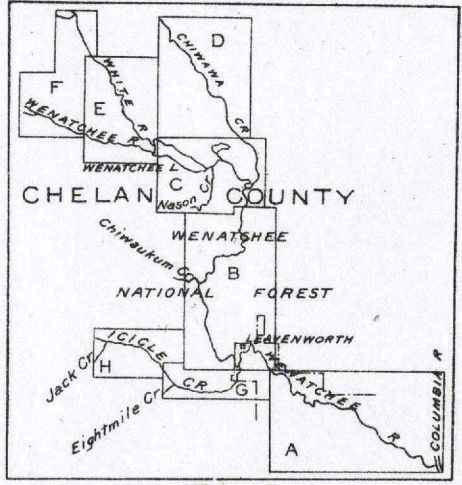 D
CHIWAWA CR
F
E
WHITE R
WENATCHEE R
WENATCHEE L
C
Nason Cr
CHELAN COUNTY
WENATCHEE
Chiwaukum Cr
B
NATIONAL FOREST
LEAVENWORTH
ICICLE CR
Jack Cr
H
Eightmile Cr
G
WENATCHEE R
COLUMBIA R
A